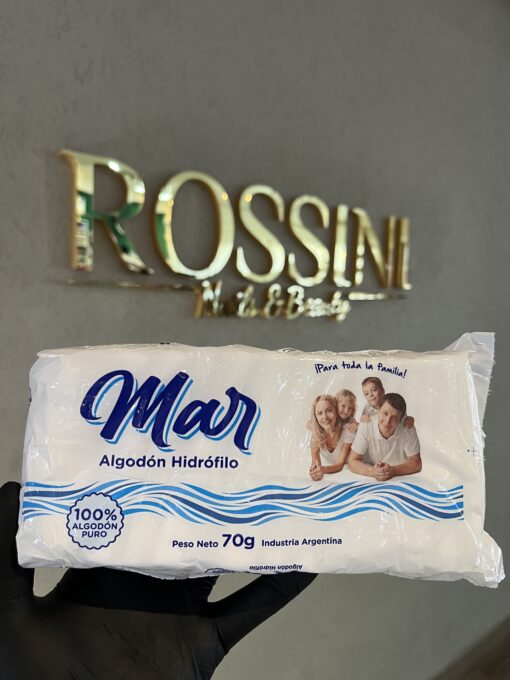 ROSSINI
Nails & Beauty
¡Para toda la familia!
Mar
Algodón Hidrófilo
100%
ALGODÓN
PURO
Peso Neto 70g Industria Argentina
Algodón Hidrófilo